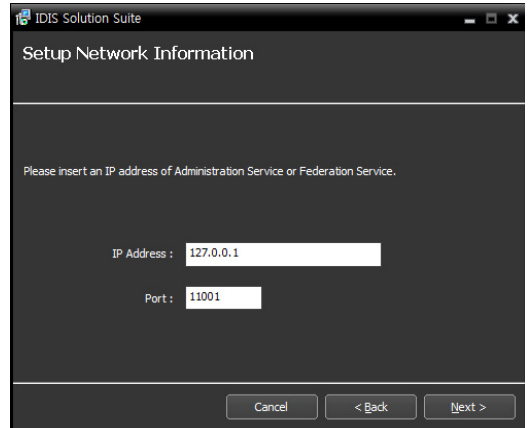 IDIS Solution Suite
Setup Network Information
Please insert an IP address of Administration Service or Federation Service.
IP Address : 127.0.0.1
Port : 11001
Cancel < Back Next >